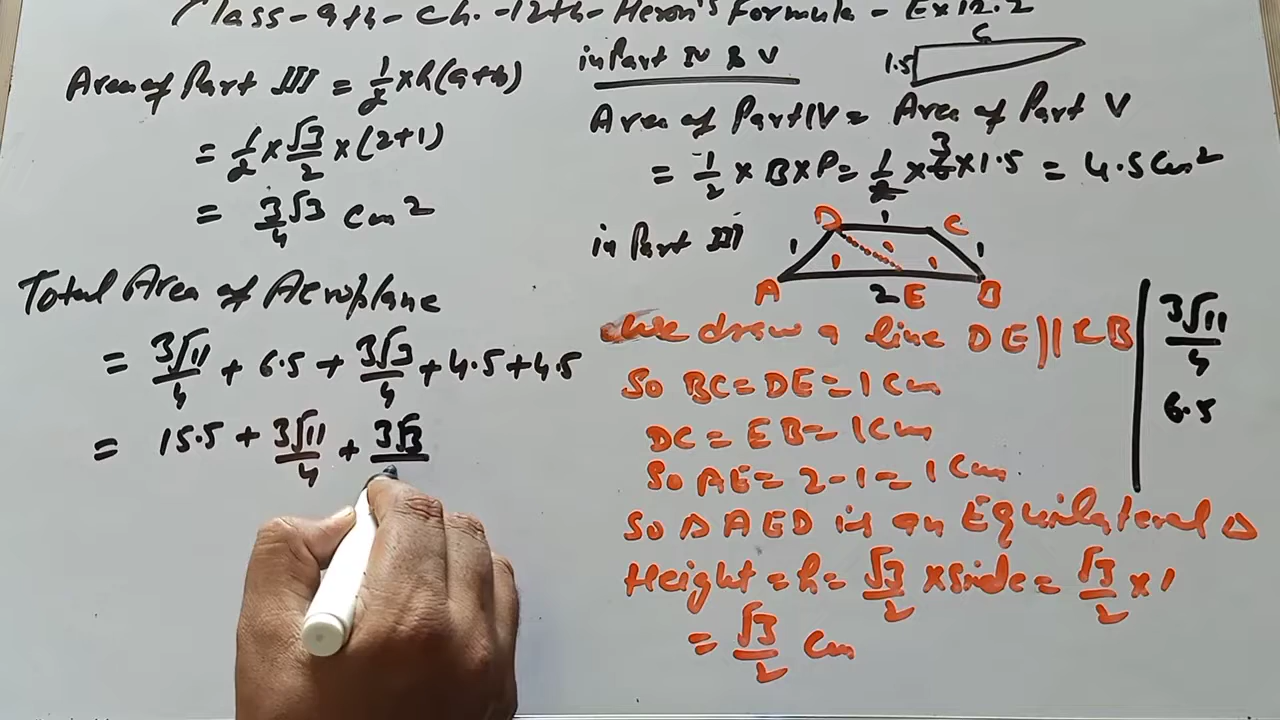 Class-9th-Ch.-12th-Heron's Formula-Ex12.2
Area of Part III = 1/2 × h(a+b)
= 1/2 × √3/2 × (2+1)
= 3/4 √3 cm²
Total Area of Aeroplane
= 3√11/4 + 6.5 + 3√3/4 + 4.5 + 4.5
= 15.5 + 3√11/4 + 3√3
in Part IV & V
6
1.5
Area of Part IV = Area of Part V
= 1/2 × B × P = 1/2 × 6 3 × 1.5 = 4.5 cm²
in Part III
D 1 C
1 1 1
1 1
A 2 E B
We draw a line DE || CB
So BC = DE = 1 cm
DC = EB = 1 cm
So AE = 2-1 = 1 cm
So Δ AED is an Equilateral Δ
Height = h = √3/2 × side = √3/2 × 1
= √3/2 cm
3√11/4
6.5